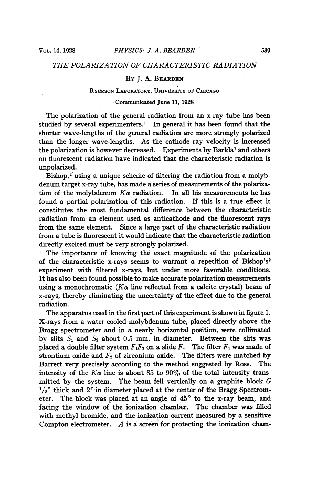 VOL. 14, 1928 PHYSICS: J. A. BEARDEN 539
THE POLARIZATION OF CHARACTERISTIC RADIATION
BY J. A. BEARDEN
RYERSON LABORATORY, UNIVERSITY OF CHICAGO
Communicated June 11, 1928
The polarization of the general radiation from an x-ray tube has been
studied by several experimenters.¹ In general it has been found that the
shorter wave-lengths of the general radiation are more strongly polarized
than the longer wave-lengths. As the cathode ray velocity is increased
the polarization is however decreased. Experiments by Barkla² and others
on fluorescent radiation have indicated that the characteristic radiation is
unpolarized.
Bishop,³ using a unique scheme of filtering the radiation from a molyb-
denum target x-ray tube, has made a series of measurements of the polariza-
tion of the molybdenum Kα radiation. In all his measurements he has
found a partial polarization of this radiation. If this is a true effect it
constitutes the most fundamental difference between the characteristic
radiation from an element used as anticathode and the fluorescent rays
from the same element. Since a large part of the characteristic radiation
from a tube is fluorescent it would indicate that the characteristic radiation
directly excited must be very strongly polarized.
The importance of knowing the exact magnitude of the polarization
of the characteristic x-rays seems to warrant a repetition of Bishop's³
experiment with filtered x-rays, but under more favorable conditions.
It has also been found possible to make accurate polarization measurements
using a monochromatic (Kα line reflected from a calcite crystal) beam of
x-rays, thereby eliminating the uncertainty of the effect due to the general
radiation.
The apparatus used in the first part of this experiment is shown in figure 1.
X-rays from a water cooled molybdenum tube, placed directly above the
Bragg spectrometer and in a nearly horizontal position, were collimated
by slits S₁ and S₂ about 0.5 mm. in diameter. Between the slits was
placed a double filter system F₁F₂ on a slide F. The filter F₁ was made of
strontium oxide and F₂ of zirconium oxide. The filters were matched by
Barrett very precisely according to the method suggested by Ross. The
intensity of the Kα line is about 85 to 90% of the total intensity trans-
mitted by the system. The beam fell vertically on a graphite block G
thick and 2" in diameter placed at the center of the Bragg Spectrom-
eter. The block was placed at an angle of 45° to the x-ray beam, and
facing the window of the ionization chamber. The chamber was filled
with methyl bromide, and the ionization current measured by a sensitive
Compton electrometer. A is a screen for protecting the ionization cham-